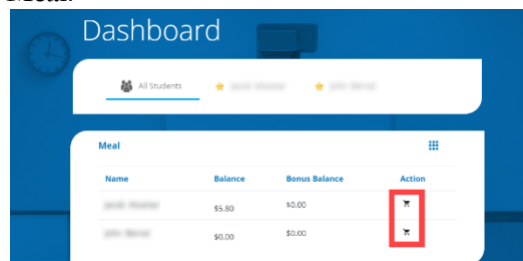 Meal.
Dashboard
All Students
Meal
Name Balance Bonus Balance Action
$5.80 $0.00
$0.00 $0.00